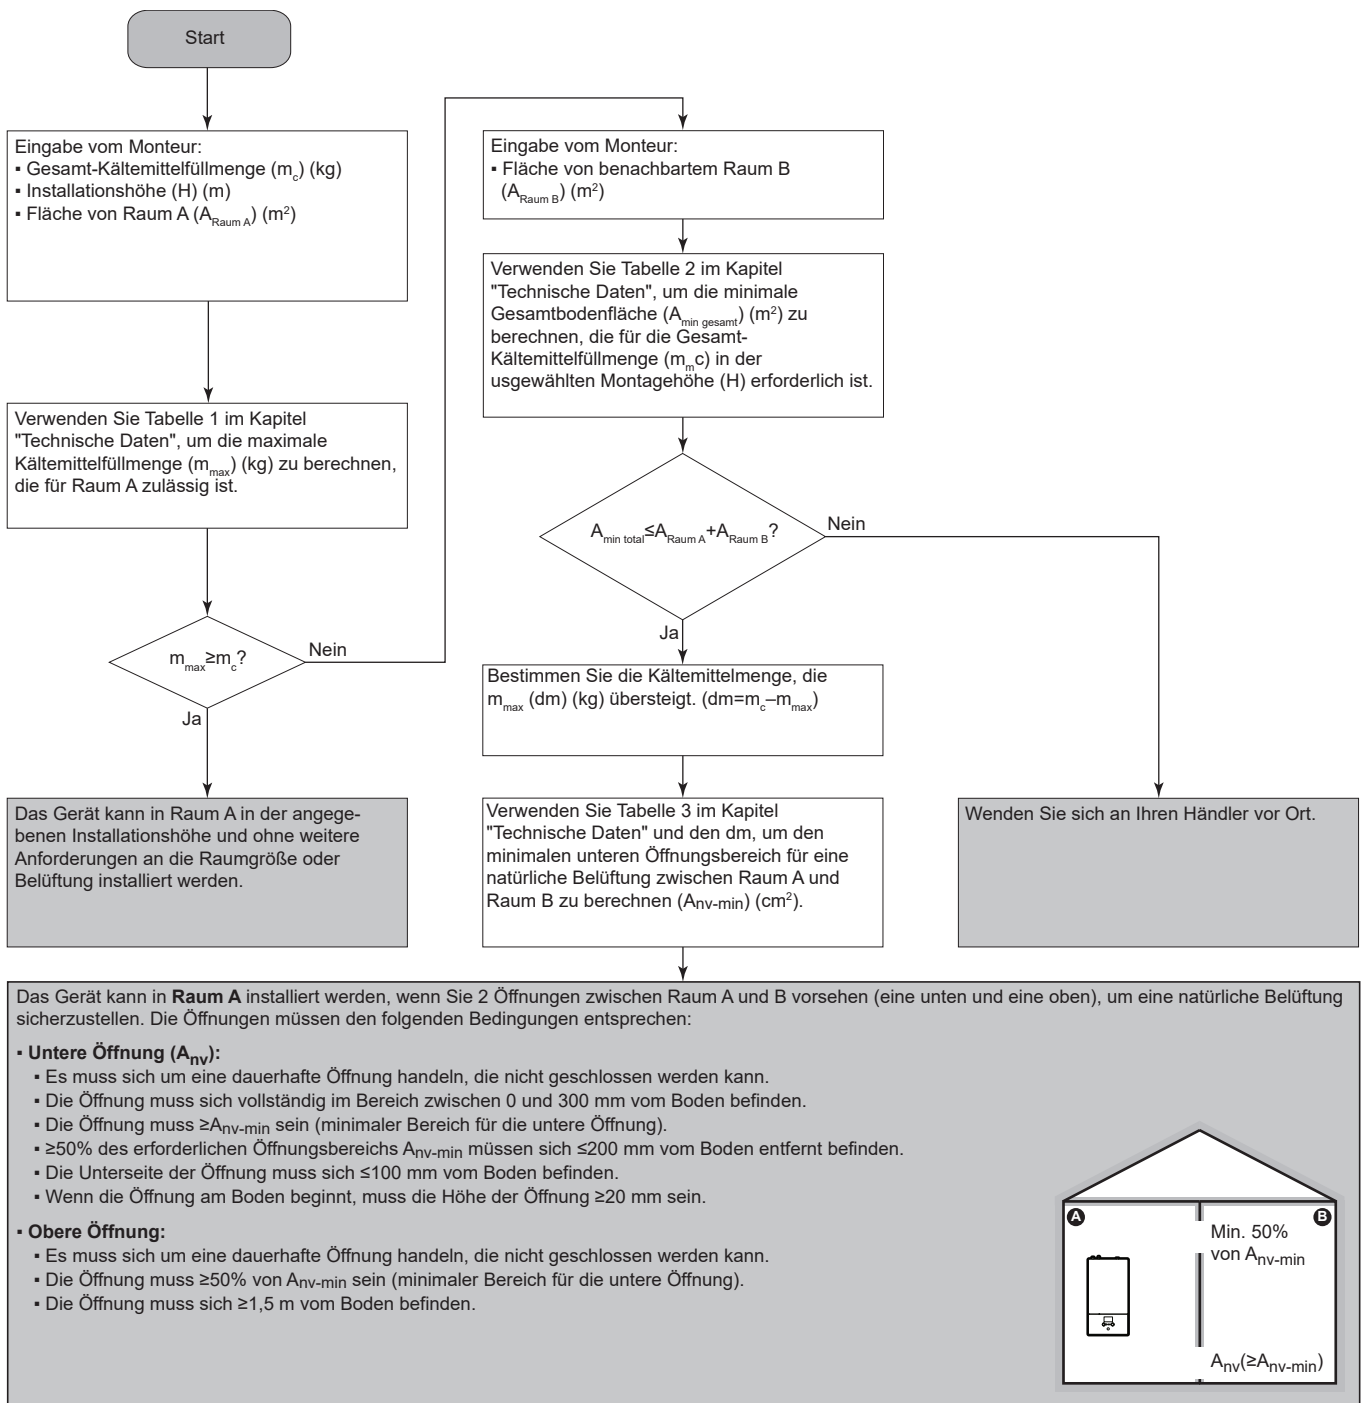 Start
Eingabe vom Monteur:
▪ Gesamt-Kältemittelfüllmenge (mc) (kg)
▪ Installationshöhe (H) (m)
▪ Fläche von Raum A (ARaum A) (m²)
Verwenden Sie Tabelle 1 im Kapitel
"Technische Daten", um die maximale
Kältemittelfüllmenge (mmax) (kg) zu berechnen,
die für Raum A zulässig ist.
mmax≥mc?
Nein
Ja
Das Gerät kann in Raum A in der angege-
benen Installationshöhe und ohne weitere
Anforderungen an die Raumgröße oder
Belüftung installiert werden.
Eingabe vom Monteur:
▪ Fläche von benachbartem Raum B
(ARaum B) (m²)
Verwenden Sie Tabelle 2 im Kapitel
"Technische Daten", um die minimale
Gesamtbodenfläche (Amin gesamt) (m²) zu
berechnen, die für die Gesamt-
Kältemittelfüllmenge (mmc) in der
usgewählten Montagehöhe (H) erforderlich ist.
Amin total≤ARaum A+ARaum B?
Nein
Ja
Bestimmen Sie die Kältemittelmenge, die
mmax (dm) (kg) übersteigt. (dm=mc–mmax)
Verwenden Sie Tabelle 3 im Kapitel
"Technische Daten" und den dm, um den
minimalen unteren Öffnungsbereich für eine
natürliche Belüftung zwischen Raum A und
Raum B zu berechnen (Anv-min) (cm²).
Wenden Sie sich an Ihren Händler vor Ort.
Das Gerät kann in Raum A installiert werden, wenn Sie 2 Öffnungen zwischen Raum A und B vorsehen (eine unten und eine oben), um eine natürliche Belüftung
sicherzustellen. Die Öffnungen müssen den folgenden Bedingungen entsprechen:
▪ Untere Öffnung (Anv):
▪ Es muss sich um eine dauerhafte Öffnung handeln, die nicht geschlossen werden kann.
▪ Die Öffnung muss sich vollständig im Bereich zwischen 0 und 300 mm vom Boden befinden.
▪ Die Öffnung muss ≥Anv-min sein (minimaler Bereich für die untere Öffnung).
▪ ≥50% des erforderlichen Öffnungsbereichs Anv-min müssen sich ≤200 mm vom Boden entfernt befinden.
▪ Die Unterseite der Öffnung muss sich ≤100 mm vom Boden befinden.
▪ Wenn die Öffnung am Boden beginnt, muss die Höhe der Öffnung ≥20 mm sein.
▪ Obere Öffnung:
▪ Es muss sich um eine dauerhafte Öffnung handeln, die nicht geschlossen werden kann.
▪ Die Öffnung muss ≥50% von Anv-min sein (minimaler Bereich für die untere Öffnung).
▪ Die Öffnung muss sich ≥1,5 m vom Boden befinden.
A
B
Min. 50%
von Anv-min
Anv(≥Anv-min)